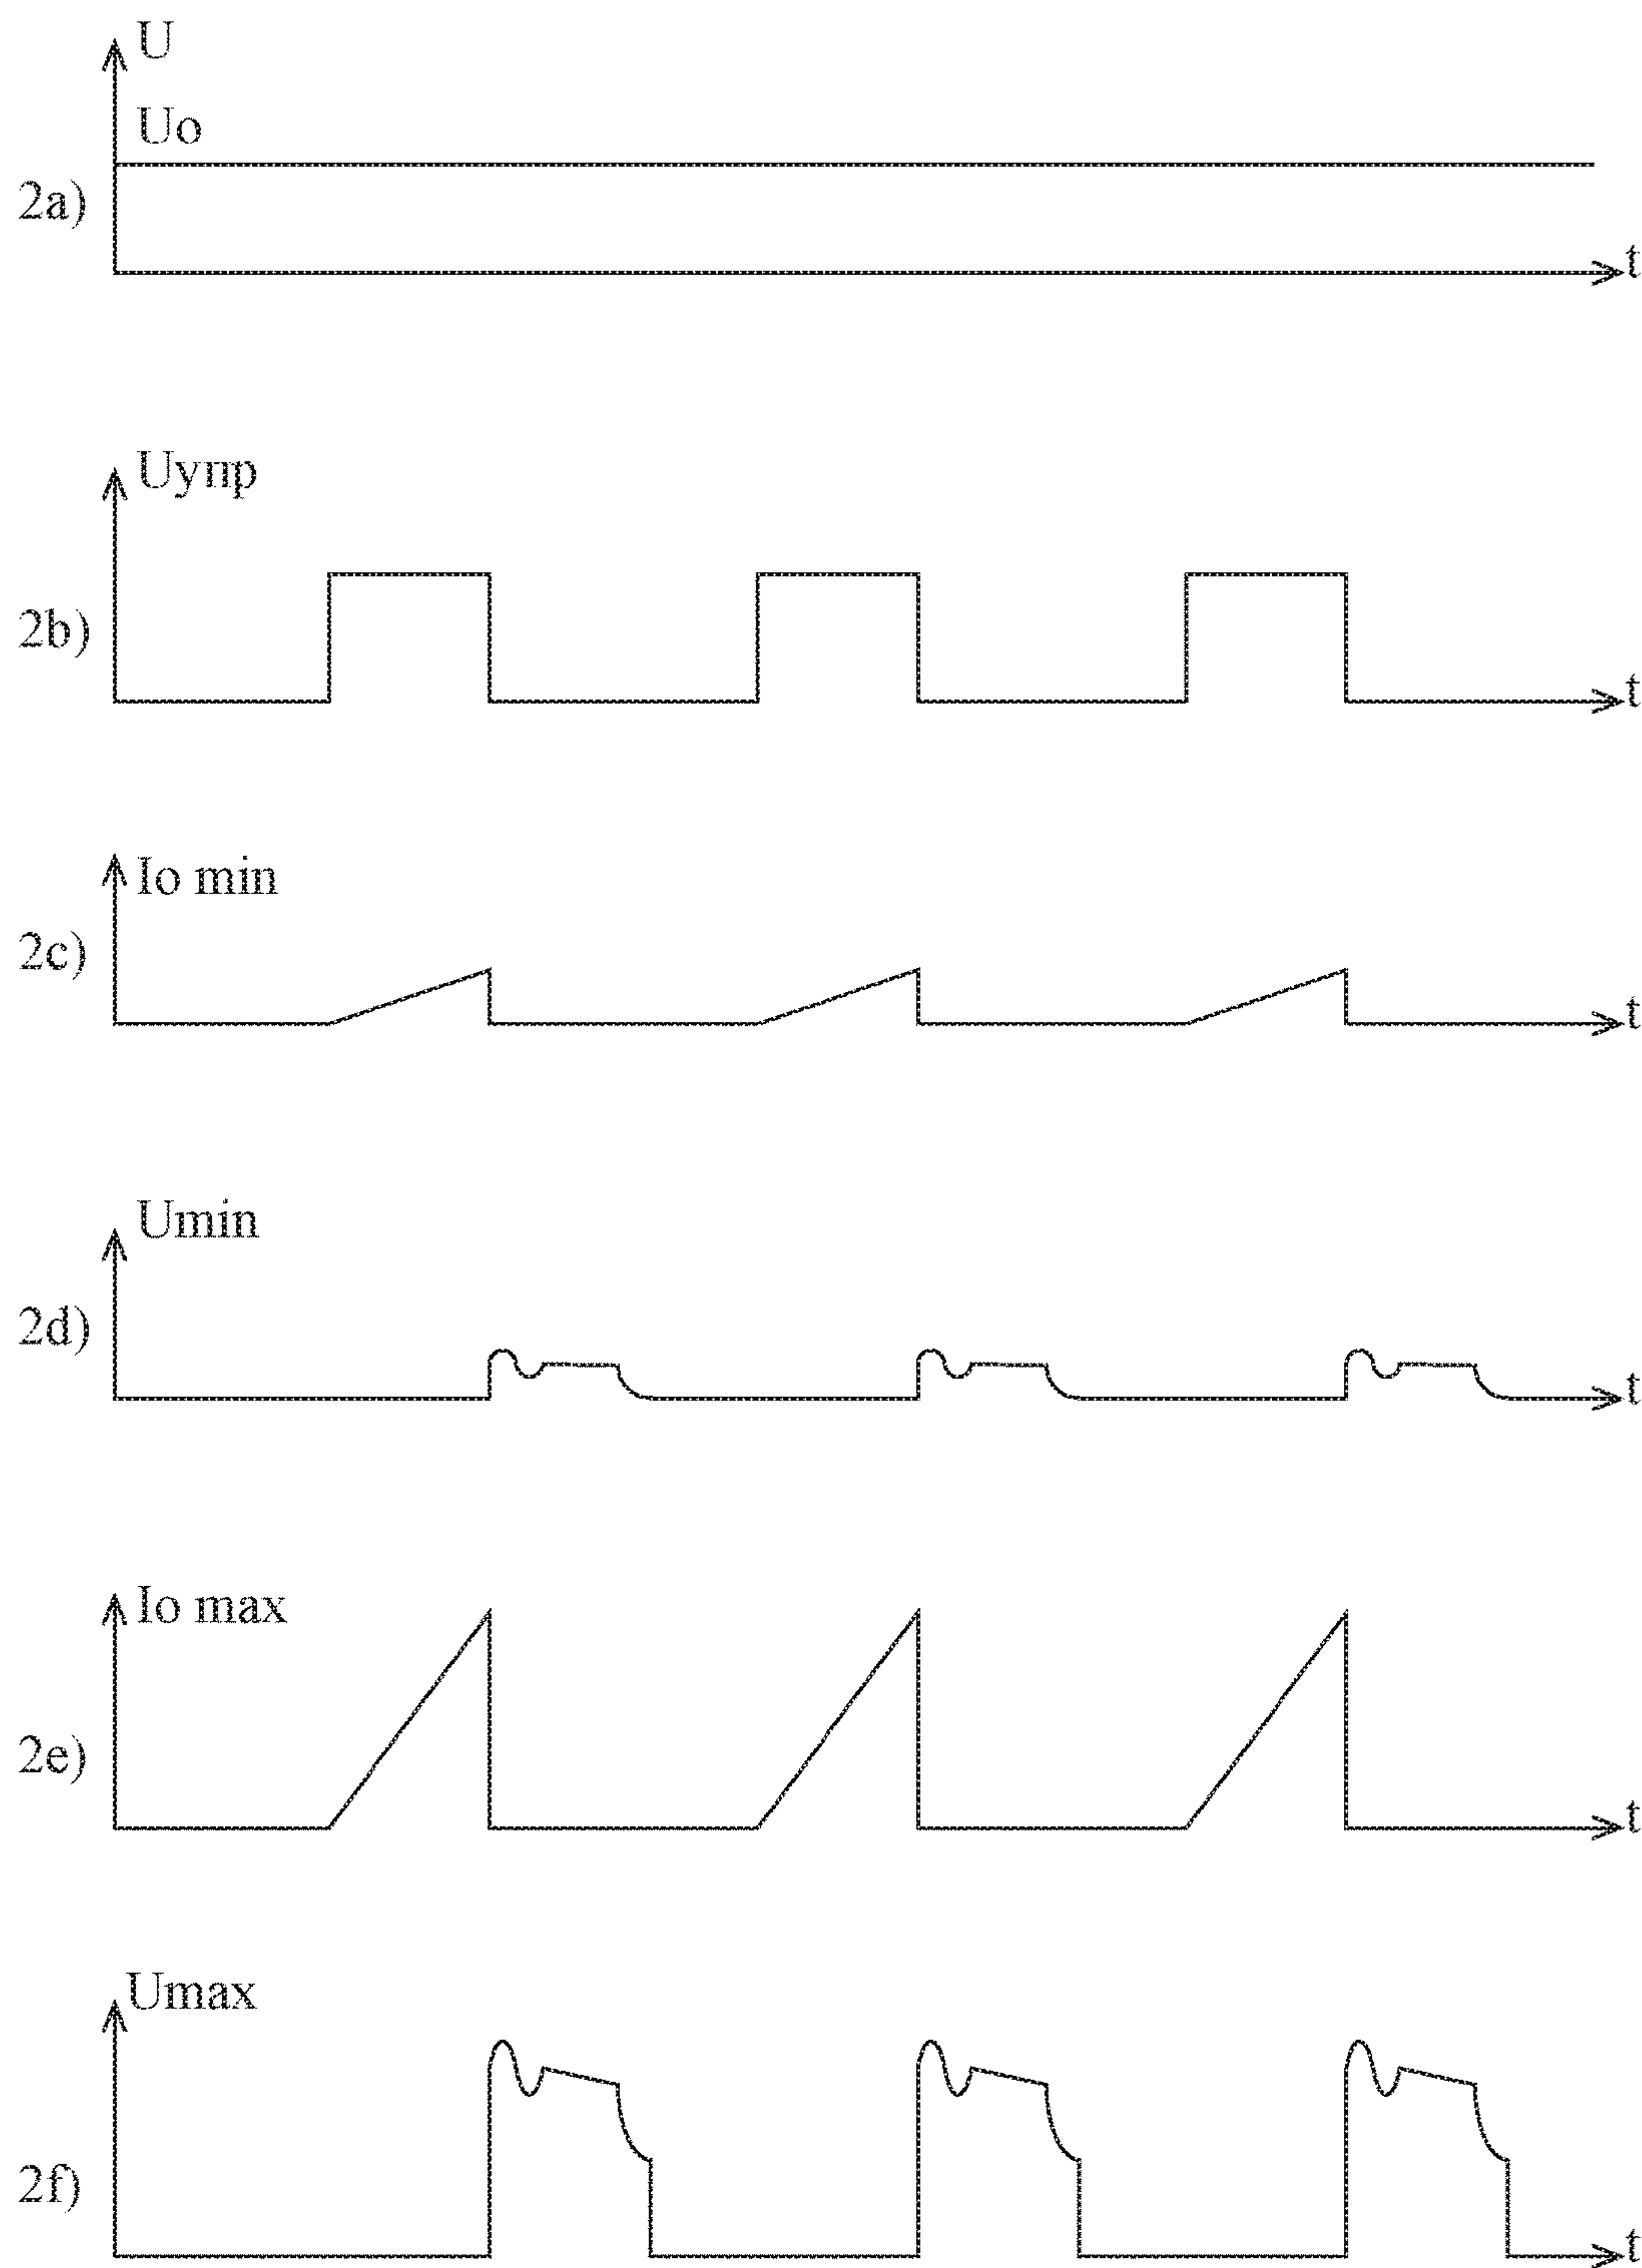 U
Uo
2a)
t
Uупр
2b)
t
Io min
2c)
t
Umin
2d)
t
Io max
2e)
t
Umax
2f)
t